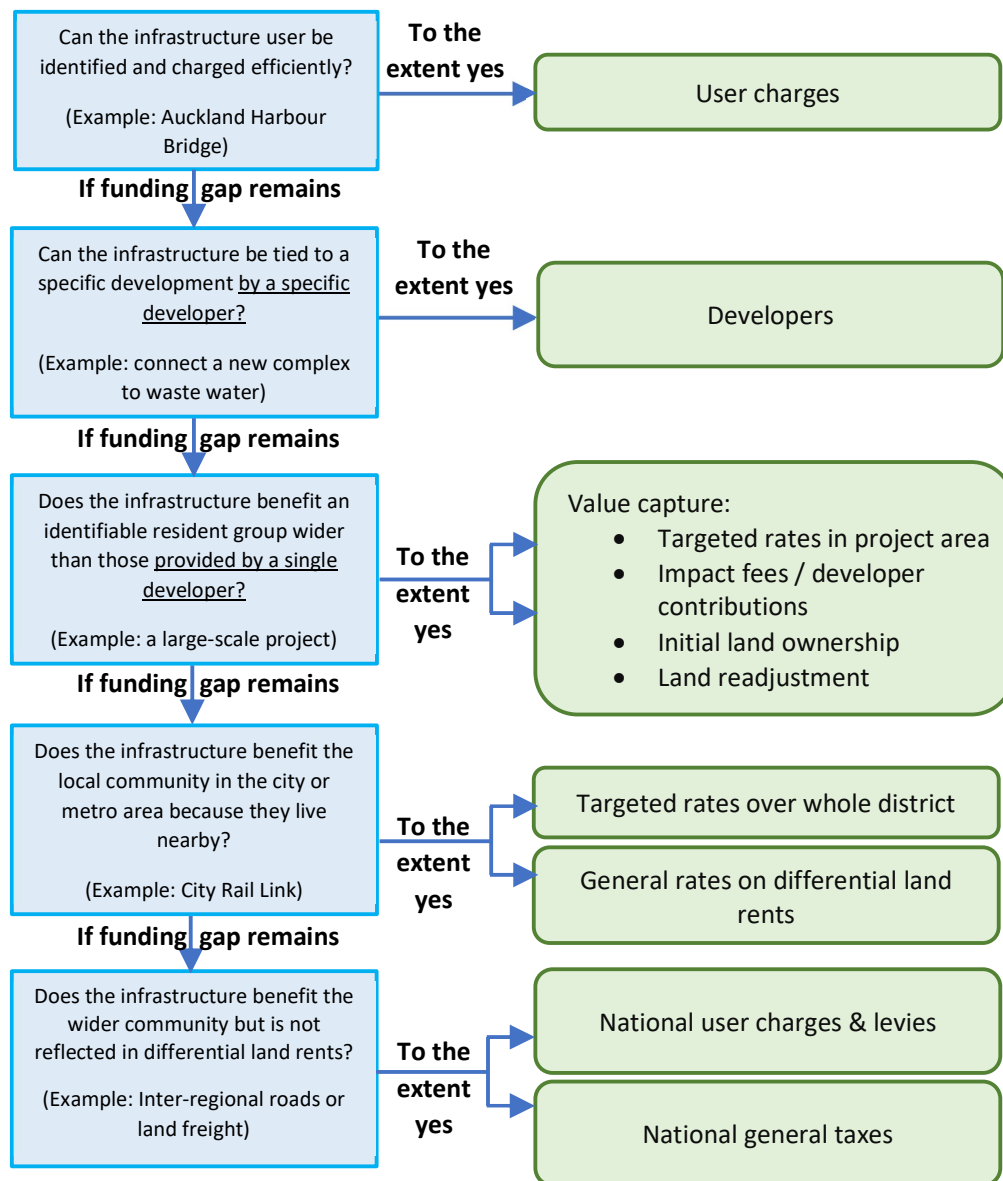 Can the infrastructure user be
identified and charged efficiently?
(Example: Auckland Harbour
Bridge)
To the
extent yes
User charges
If funding gap remains
Can the infrastructure be tied to a
specific development by a specific
developer?
(Example: connect a new complex
to waste water)
To the
extent yes
Developers
If funding gap remains
Does the infrastructure benefit an
identifiable resident group wider
than those provided by a single
developer?
(Example: a large-scale project)
To the
extent
yes
Value capture:
• Targeted rates in project area
• Impact fees / developer
contributions
• Initial land ownership
• Land readjustment
If funding gap remains
Does the infrastructure benefit the
local community in the city or
metro area because they live
nearby?
(Example: City Rail Link)
To the
extent
yes
Targeted rates over whole district
General rates on differential land
rents
If funding gap remains
Does the infrastructure benefit the
wider community but is not
reflected in differential land rents?
(Example: Inter-regional roads or
land freight)
To the
extent
yes
National user charges & levies
National general taxes